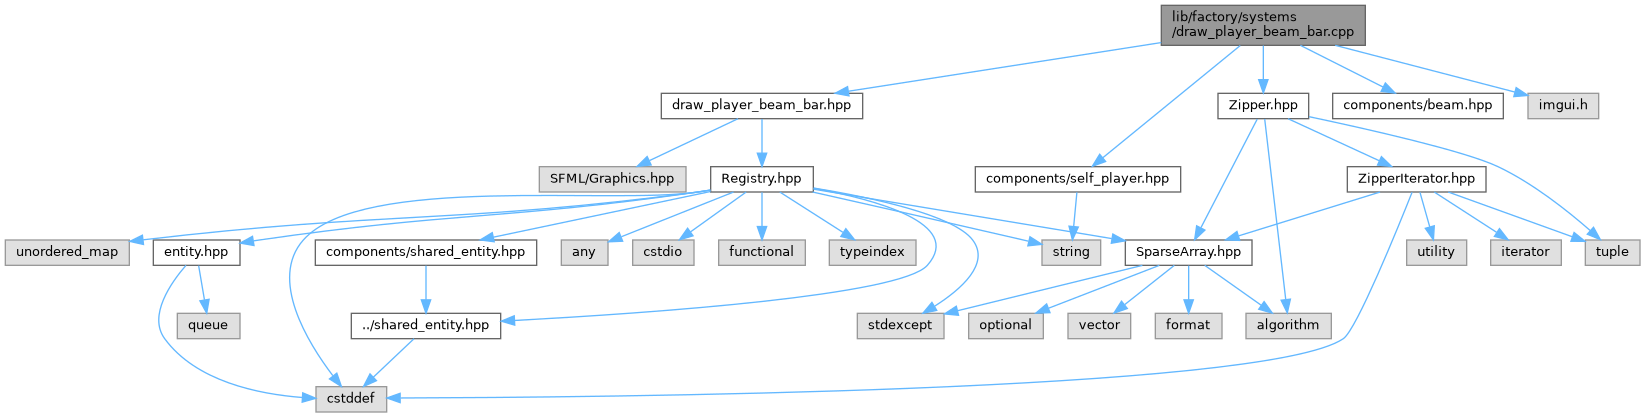 lib/factory/systems
/draw_player_beam_bar.cpp
draw_player_beam_bar.hpp
Zipper.hpp
components/beam.hpp
imgui.h
SFML/Graphics.hpp
Registry.hpp
components/self_player.hpp
ZipperIterator.hpp
unordered_map
entity.hpp
components/shared_entity.hpp
any
cstdio
functional
typeindex
string
SparseArray.hpp
utility
iterator
tuple
queue
../shared_entity.hpp
stdexcept
optional
vector
format
algorithm
cstddef